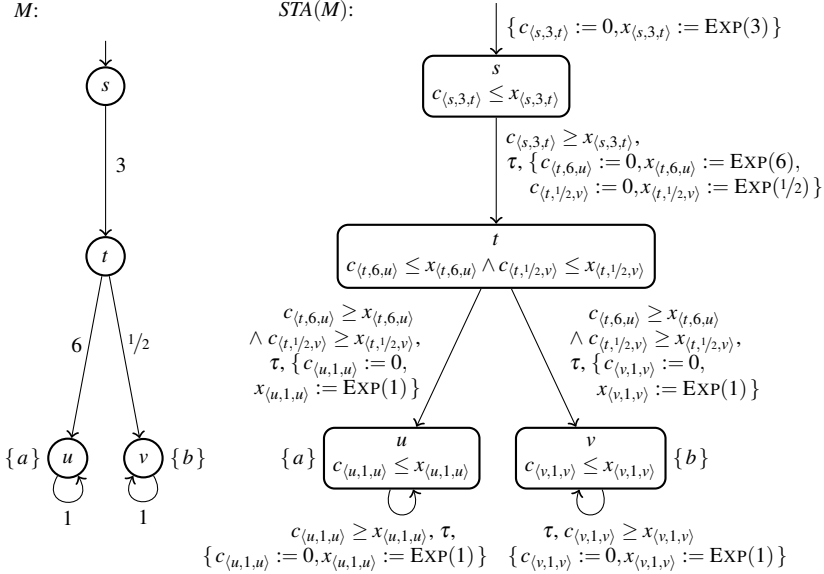 M:
s
3
t
6
1/2
{a}
u
v
{b}
1
1
STA(M):
{c⟨s,3,t⟩ := 0, x⟨s,3,t⟩ := EXP(3)}
s
c⟨s,3,t⟩ ≤ x⟨s,3,t⟩
c⟨s,3,t⟩ ≥ x⟨s,3,t⟩,
τ, {c⟨t,6,u⟩ := 0, x⟨t,6,u⟩ := EXP(6),
c⟨t,1/2,v⟩ := 0, x⟨t,1/2,v⟩ := EXP(1/2)}
t
c⟨t,6,u⟩ ≤ x⟨t,6,u⟩ ∧ c⟨t,1/2,v⟩ ≤ x⟨t,1/2,v⟩
c⟨t,6,u⟩ ≥ x⟨t,6,u⟩
∧ c⟨t,1/2,v⟩ ≥ x⟨t,1/2,v⟩,
τ, {c⟨u,1,u⟩ := 0,
x⟨u,1,u⟩ := EXP(1)}
c⟨t,6,u⟩ ≥ x⟨t,6,u⟩
∧ c⟨t,1/2,v⟩ ≥ x⟨t,1/2,v⟩,
τ, {c⟨v,1,v⟩ := 0,
x⟨v,1,v⟩ := EXP(1)}
{a}
u
c⟨u,1,u⟩ ≤ x⟨u,1,u⟩
v
c⟨v,1,v⟩ ≤ x⟨v,1,v⟩
{b}
c⟨u,1,u⟩ ≥ x⟨u,1,u⟩, τ,
{c⟨u,1,u⟩ := 0, x⟨u,1,u⟩ := EXP(1)}
τ, c⟨v,1,v⟩ ≥ x⟨v,1,v⟩
{c⟨v,1,v⟩ := 0, x⟨v,1,v⟩ := EXP(1)}